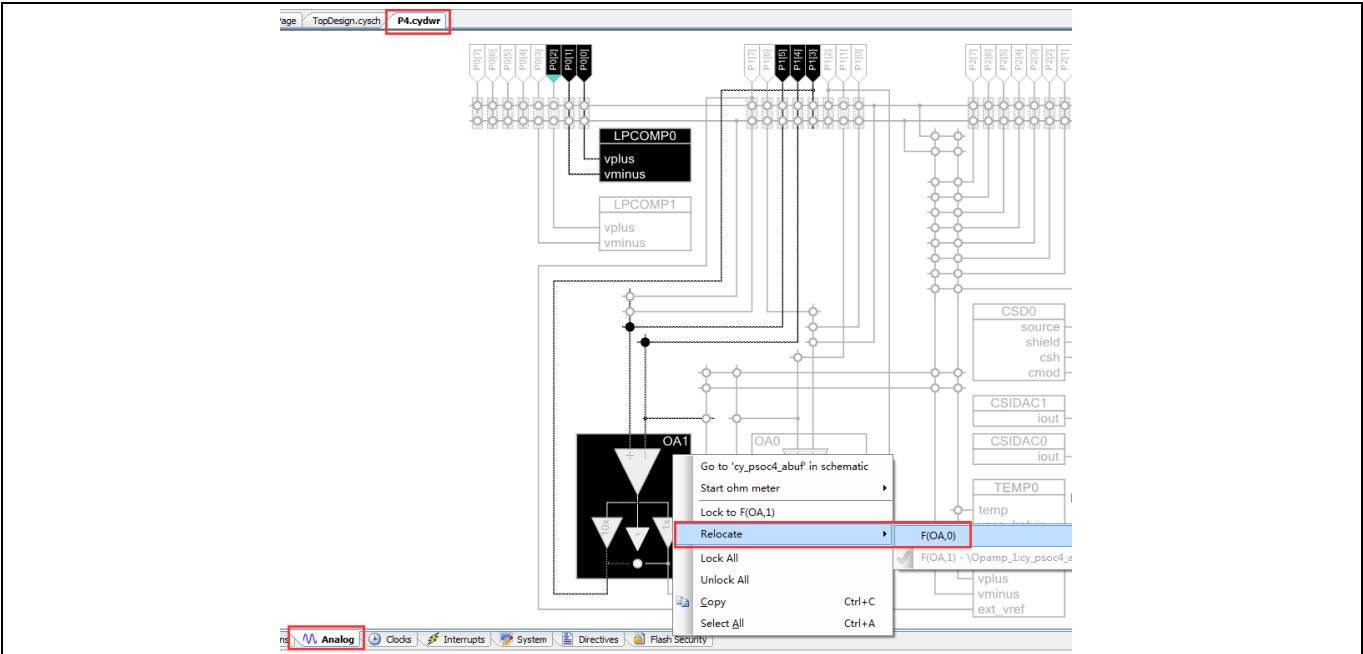 age TopDesign.cysch P4.cydwr
P0[7] P0[6] P0[5] P0[4] P0[3] P0[2] P0[1] P0[0] P1[7] P1[6] P1[5] P1[4] P1[3] P1[2] P1[1] P1[0] P2[7] P2[6] P2[5] P2[4] P2[3] P2[2] P2[1]
LPCOMP0
vplus
vminus
LPCOMP1
vplus
vminus
CSD0
source
shield
csh
cmod
CSIDAC1
iout
CSIDAC0
iout
OA1 OA0
+ −
10x 1x
TEMP0
temp
vplus
vminus
ext_vref
Go to 'cy_psoc4_abuf' in schematic
Start ohm meter
Lock to F(OA,1)
Relocate
F(OA,0)
F(OA,1) - \Opamp_1:cy_psoc4_a
Lock All
Unlock All
Copy Ctrl+C
Select All Ctrl+A
ns Analog Clocks Interrupts System Directives Flash Security